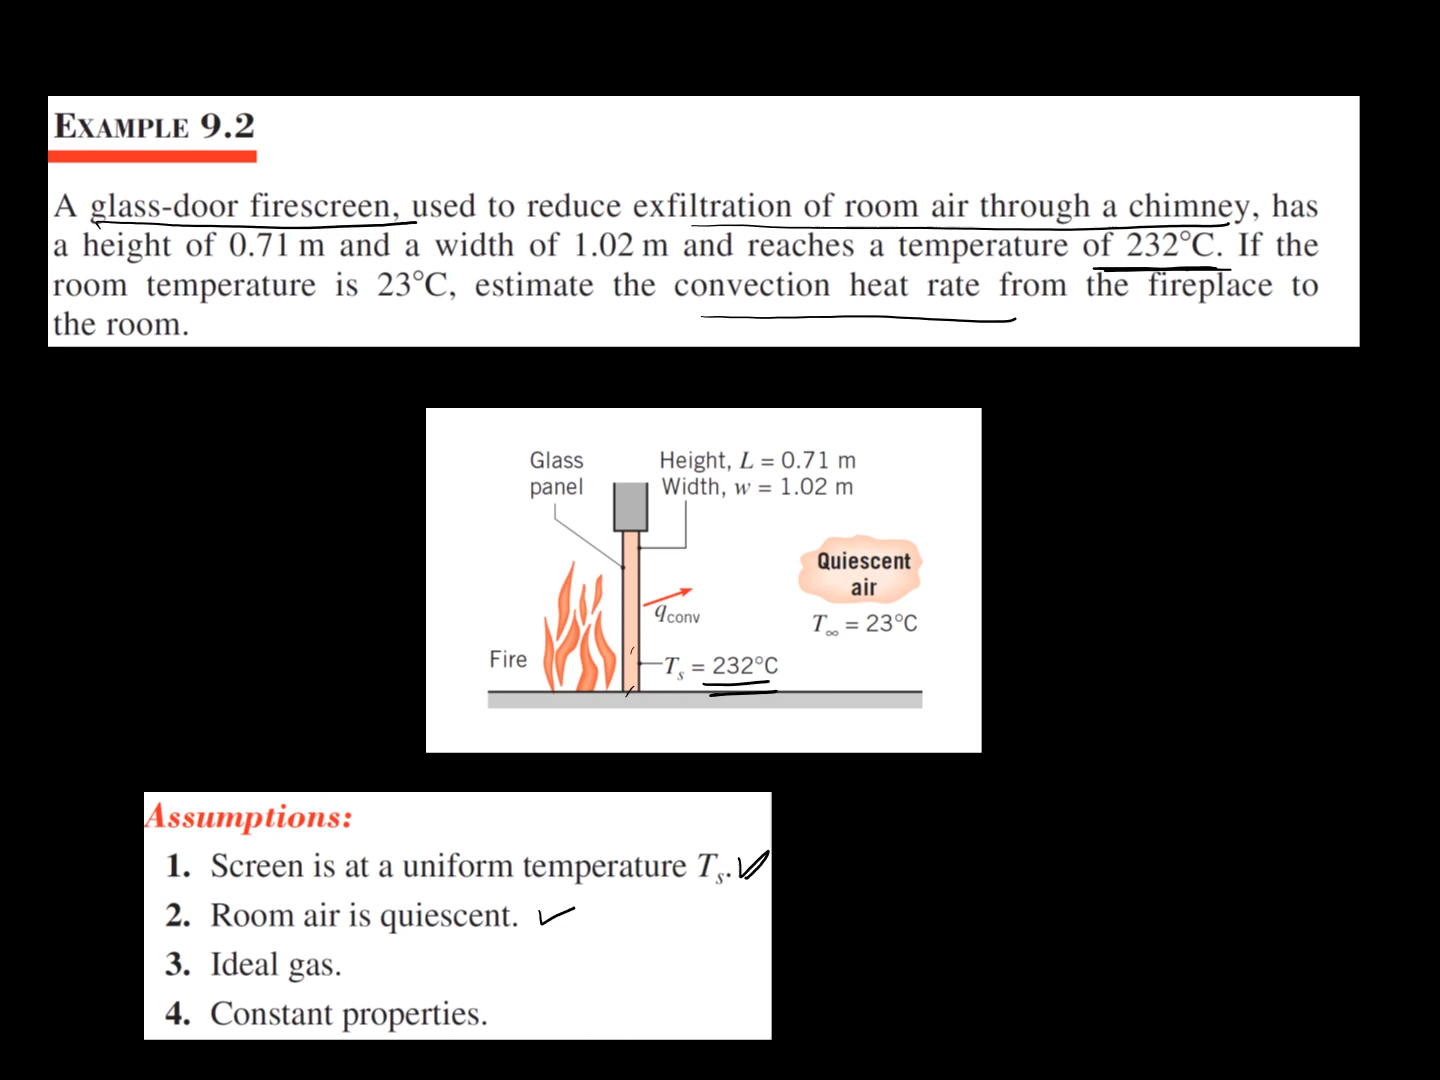 EXAMPLE 9.2
A glass-door firescreen, used to reduce exfiltration of room air through a chimney, has
a height of 0.71 m and a width of 1.02 m and reaches a temperature of 232°C. If the
room temperature is 23°C, estimate the convection heat rate from the fireplace to
the room.
Glass
panel
Height, L = 0.71 m
Width, w = 1.02 m
Quiescent
air
T∞ = 23°C
qconv
Fire
Ts = 232°C
Assumptions:
1. Screen is at a uniform temperature Ts.
2. Room air is quiescent.
3. Ideal gas.
4. Constant properties.